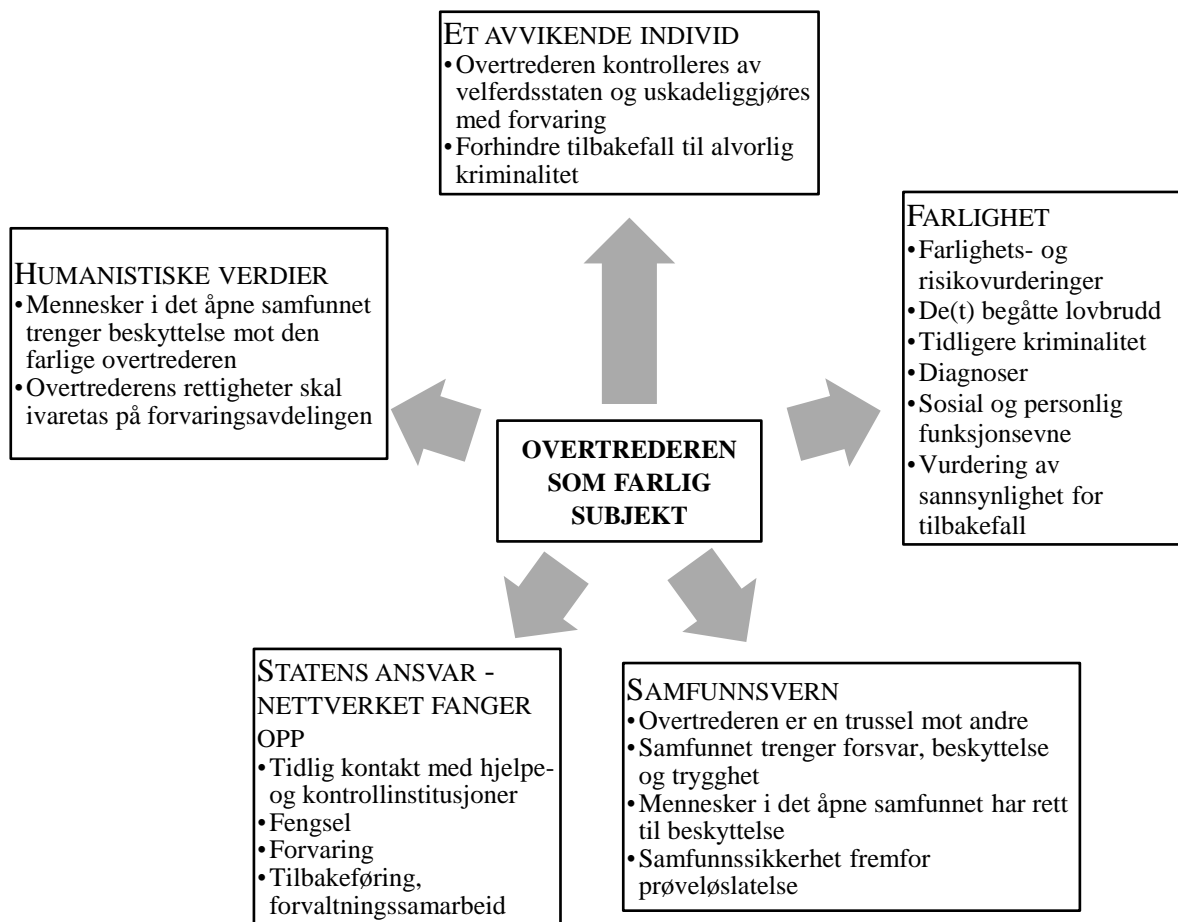 ET AVVIKENDE INDIVID
•Overtrederen kontrolleres av
velferdsstaten og uskadeliggjøres
med forvaring
•Forhindre tilbakefall til alvorlig
kriminalitet
HUMANISTISKE VERDIER
•Mennesker i det åpne samfunnet
trenger beskyttelse mot den
farlige overtrederen
•Overtrederens rettigheter skal
ivaretas på forvaringsavdelingen
FARLIGHET
•Farlighets- og
risikovurderinger
•De(t) begåtte lovbrudd
•Tidligere kriminalitet
•Diagnoser
•Sosial og personlig
funksjonsevne
•Vurdering av
sannsynlighet for
tilbakefall
OVERTREDEREN
SOM FARLIG
SUBJEKT
STATENS ANSVAR -
NETTVERKET FANGER
OPP
•Tidlig kontakt med hjelpe-
og kontrollinstitusjoner
•Fengsel
•Forvaring
•Tilbakeføring,
forvaltningssamarbeid
SAMFUNNSVERN
•Overtrederen er en trussel mot andre
•Samfunnet trenger forsvar, beskyttelse
og trygghet
•Mennesker i det åpne samfunnet har rett
til beskyttelse
•Samfunnssikkerhet fremfor
prøveløslatelse